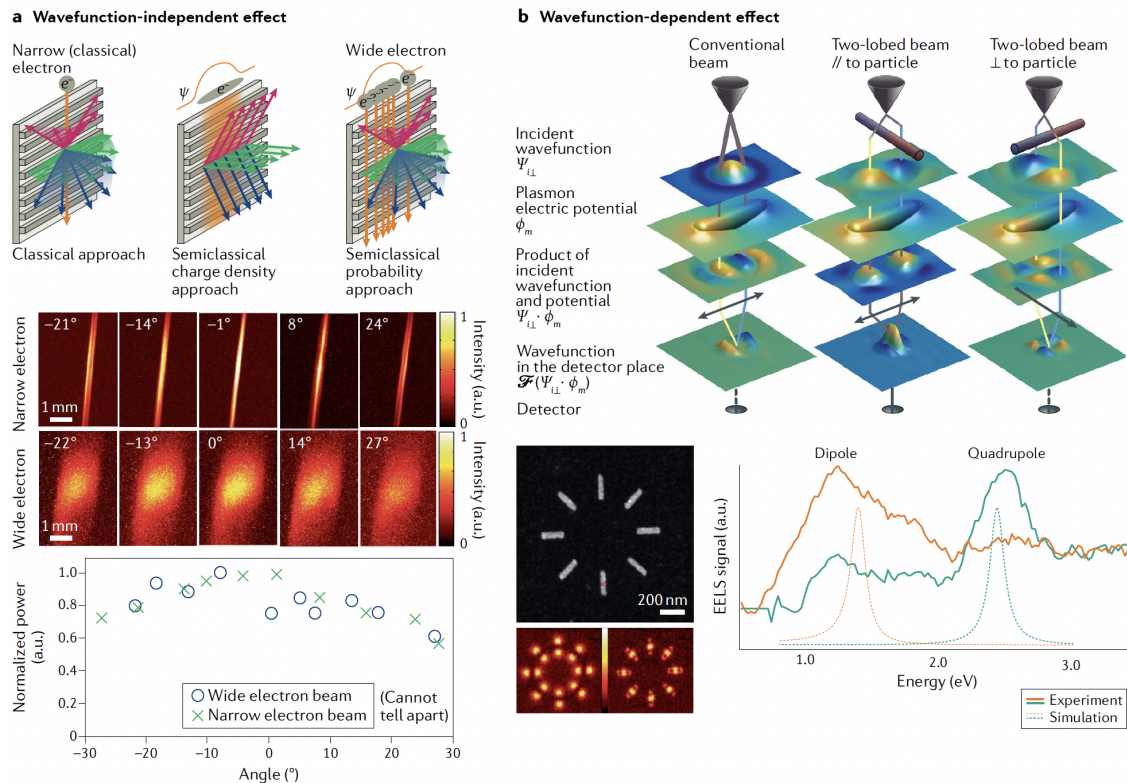 a Wavefunction-independent effect
Narrow (classical)
electron
Wide electron
e⁻
ψ
e⁻
ψ
e⁻
e⁻
Classical approach
Semiclassical
charge density
approach
Semiclassical
probability
approach
Narrow electron
−21°
−14°
−1°
8°
24°
1 mm
1
0
Intensity (a.u.)
Wide electron
−22°
−13°
0°
14°
27°
1 mm
1
0
Intensity (a.u.)
Normalized power
(a.u.)
1.0
0.8
0.6
0.4
0.2
0
Wide electron beam
Narrow electron beam
(Cannot
tell apart)
−30
−20
−10
0
10
20
30
Angle (°)
b Wavefunction-dependent effect
Conventional
beam
Two-lobed beam
// to particle
Two-lobed beam
⊥ to particle
Incident
wavefunction
Ψi⊥
Plasmon
electric potential
ϕm
Product of
incident
wavefunction
and potential
Ψi⊥ · ϕm
Wavefunction
in the detector place
𝓕(Ψi⊥ · ϕm)
Detector
200 nm
Dipole
Quadrupole
EELS signal (a.u.)
1.0
2.0
3.0
Energy (eV)
Experiment
Simulation